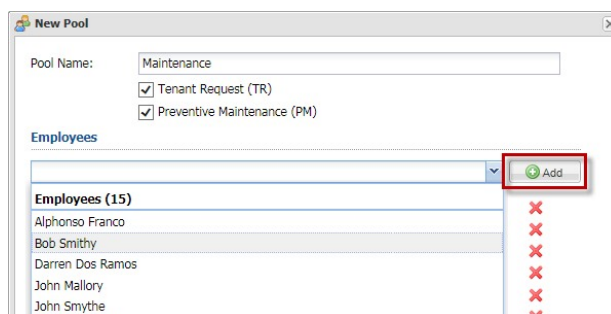 New Pool
Pool Name: Maintenance
Tenant Request (TR)
Preventive Maintenance (PM)
Employees
Add
Employees (15)
Alphonso Franco
Bob Smithy
Darren Dos Ramos
John Mallory
John Smythe